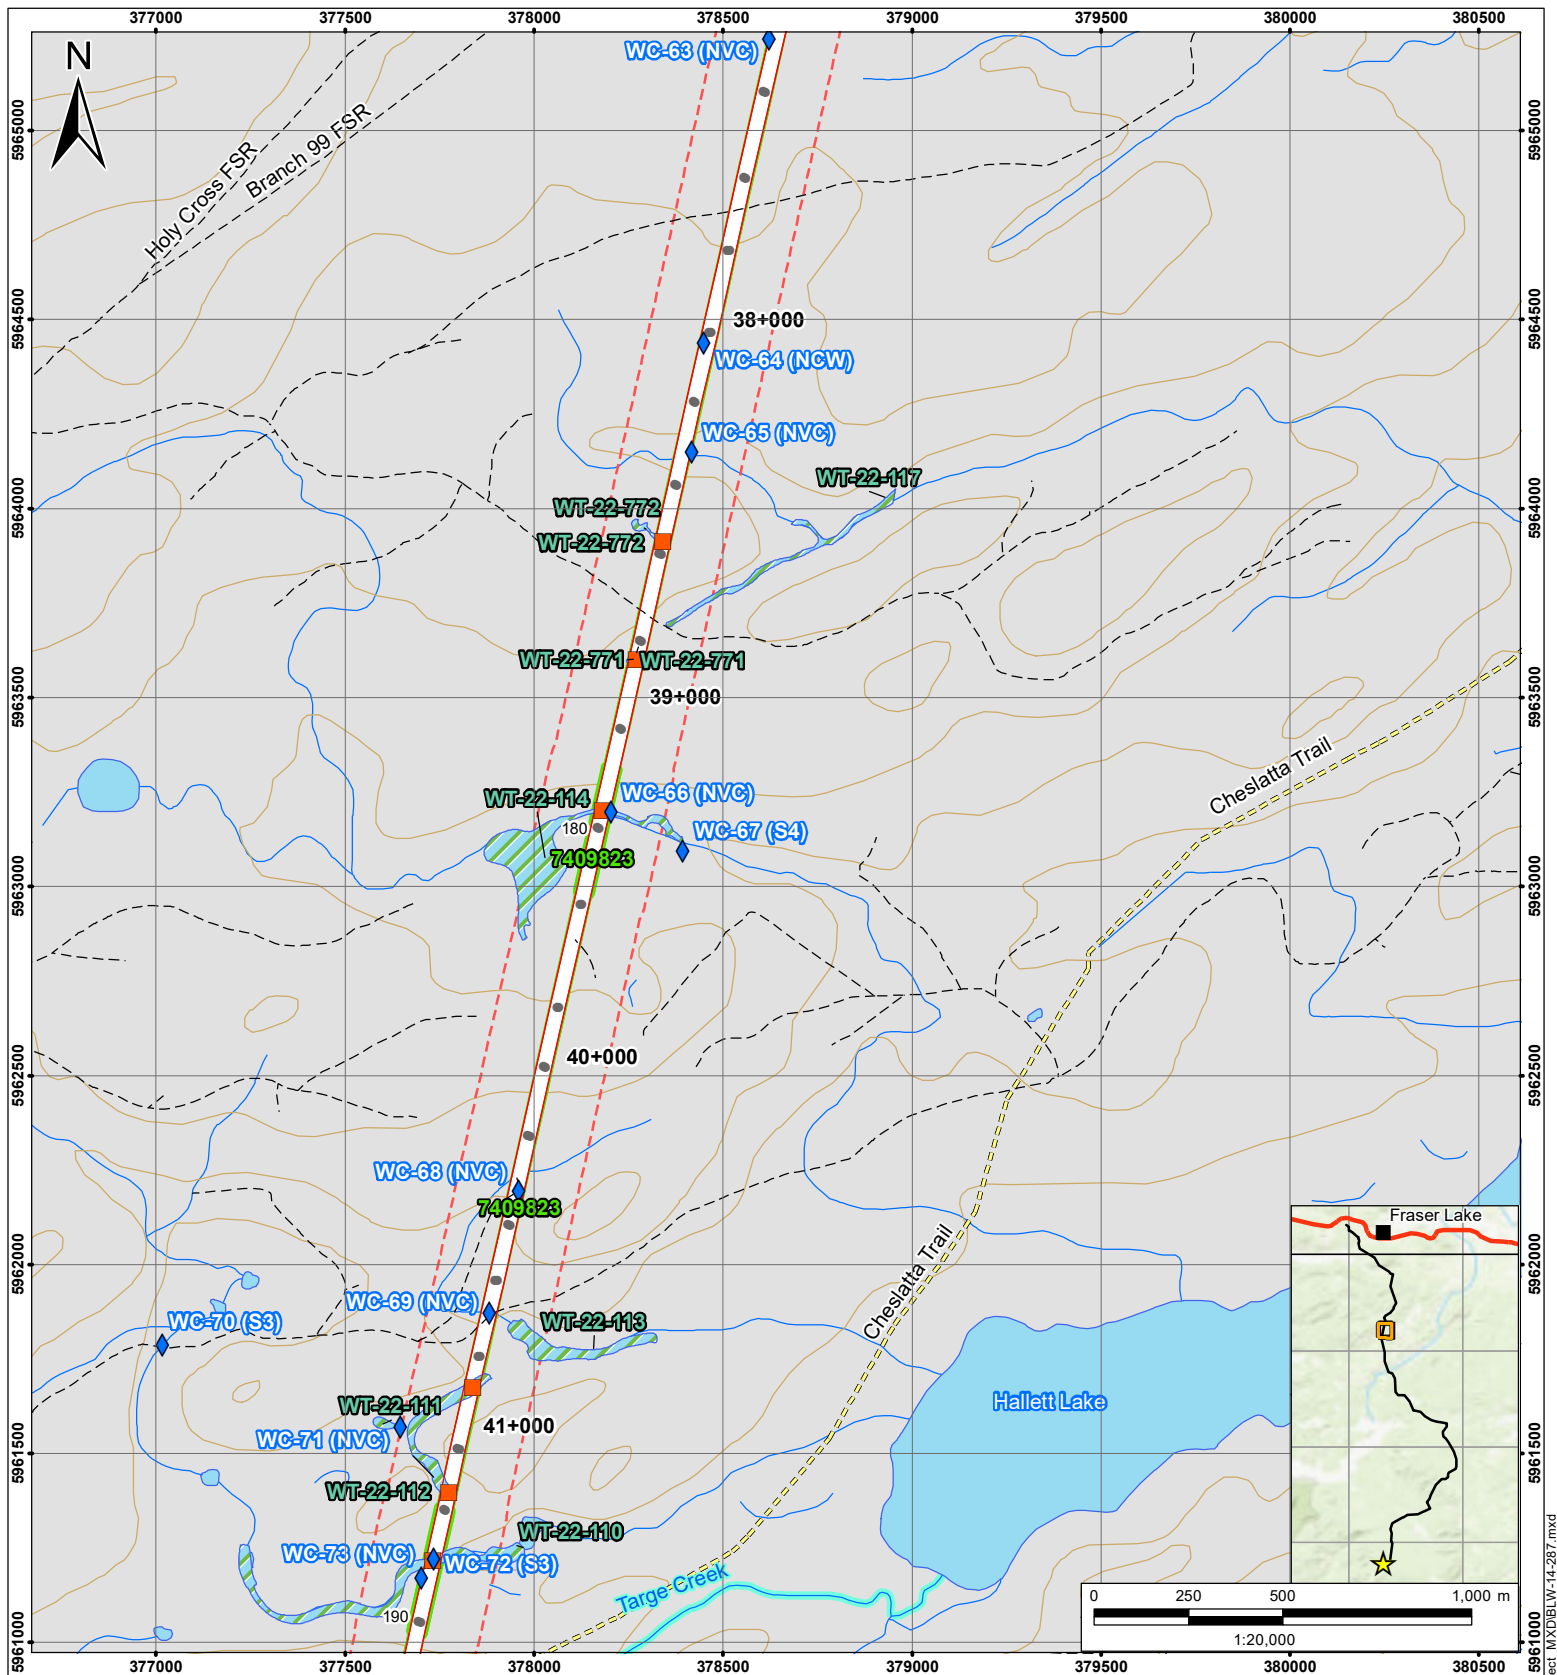 377000 377500 378000 378500 379000 379500 380000 380500
N
WC-63 (NVC)
5965000 5965000
Holy Cross FSR
Branch 99 FSR
38+000
5964500 5964500
WC-64 (NCW)
WC-65 (NVC)
WT-22-117
WT-22-772
5964000 5964000
WT-22-772
WT-22-771 WT-22-771
39+000
5963500 5963500
Cheslatta Trail
WC-66 (NVC)
WT-22-114
180
WC-67 (S4)
7409823
5963000 5963000
40+000
5962500 5962500
WC-68 (NVC)
7409823
Fraser Lake
5962000 5962000
Cheslatta Trail
WC-69 (NVC)
WC-70 (S3)
WT-22-113
WT-22-111
Hallett Lake
41+000
WC-71 (NVC)
5961500 5961500
WT-22-112
WT-22-110
WC-73 (NVC)
WC-72 (S3)
Targe Creek
190
0 250 500 1,000 m
1:20,000
5961000 5961000
ect_MXD\BLW-14-287.mxd
377000 377500 378000 378500 379000 379500 380000 380500